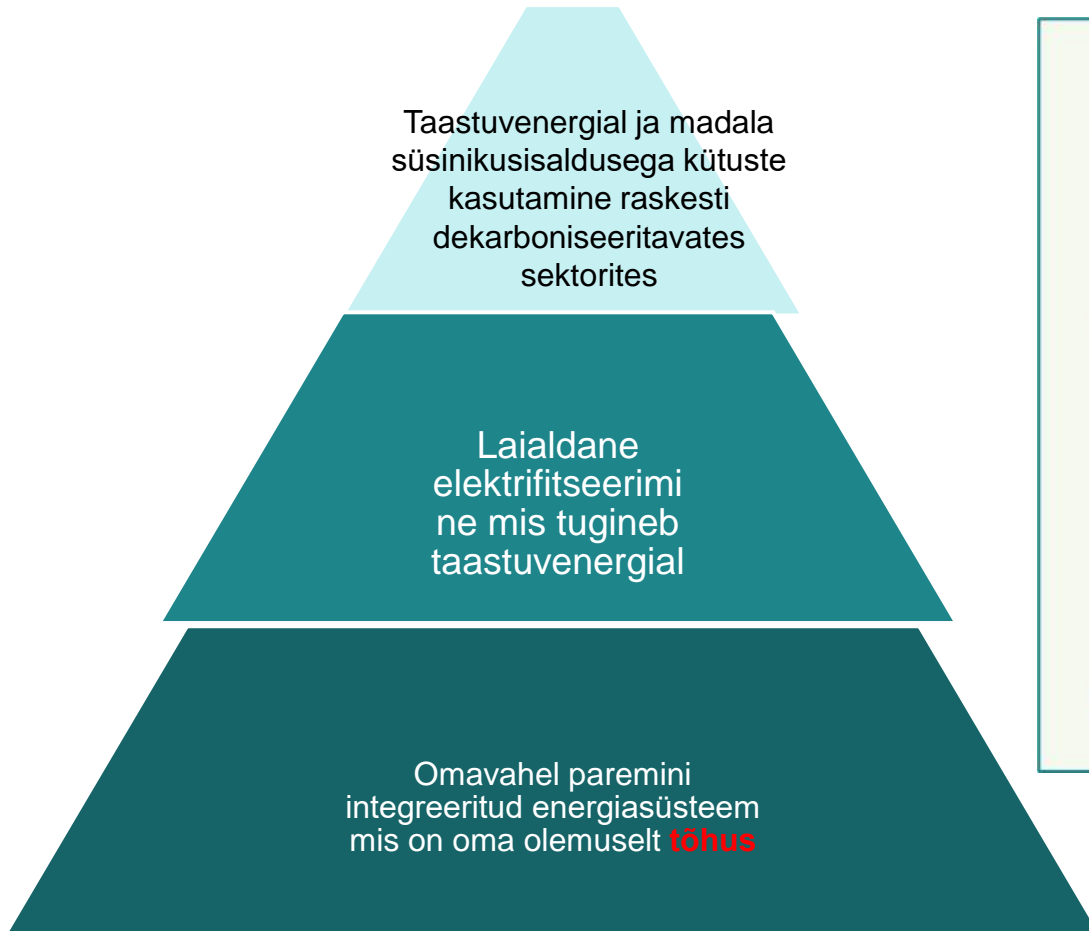 Taastuvenergial ja madala
süsinikusisaldusega kütuste
kasutamine raskesti
dekarboniseeritavates
sektorites
Laialdane
elektrifitseerimi
ne mis tugineb
taastuvenergial
Omavahel paremini
integreeritud energiasüsteem
mis on oma olemuselt tõhus